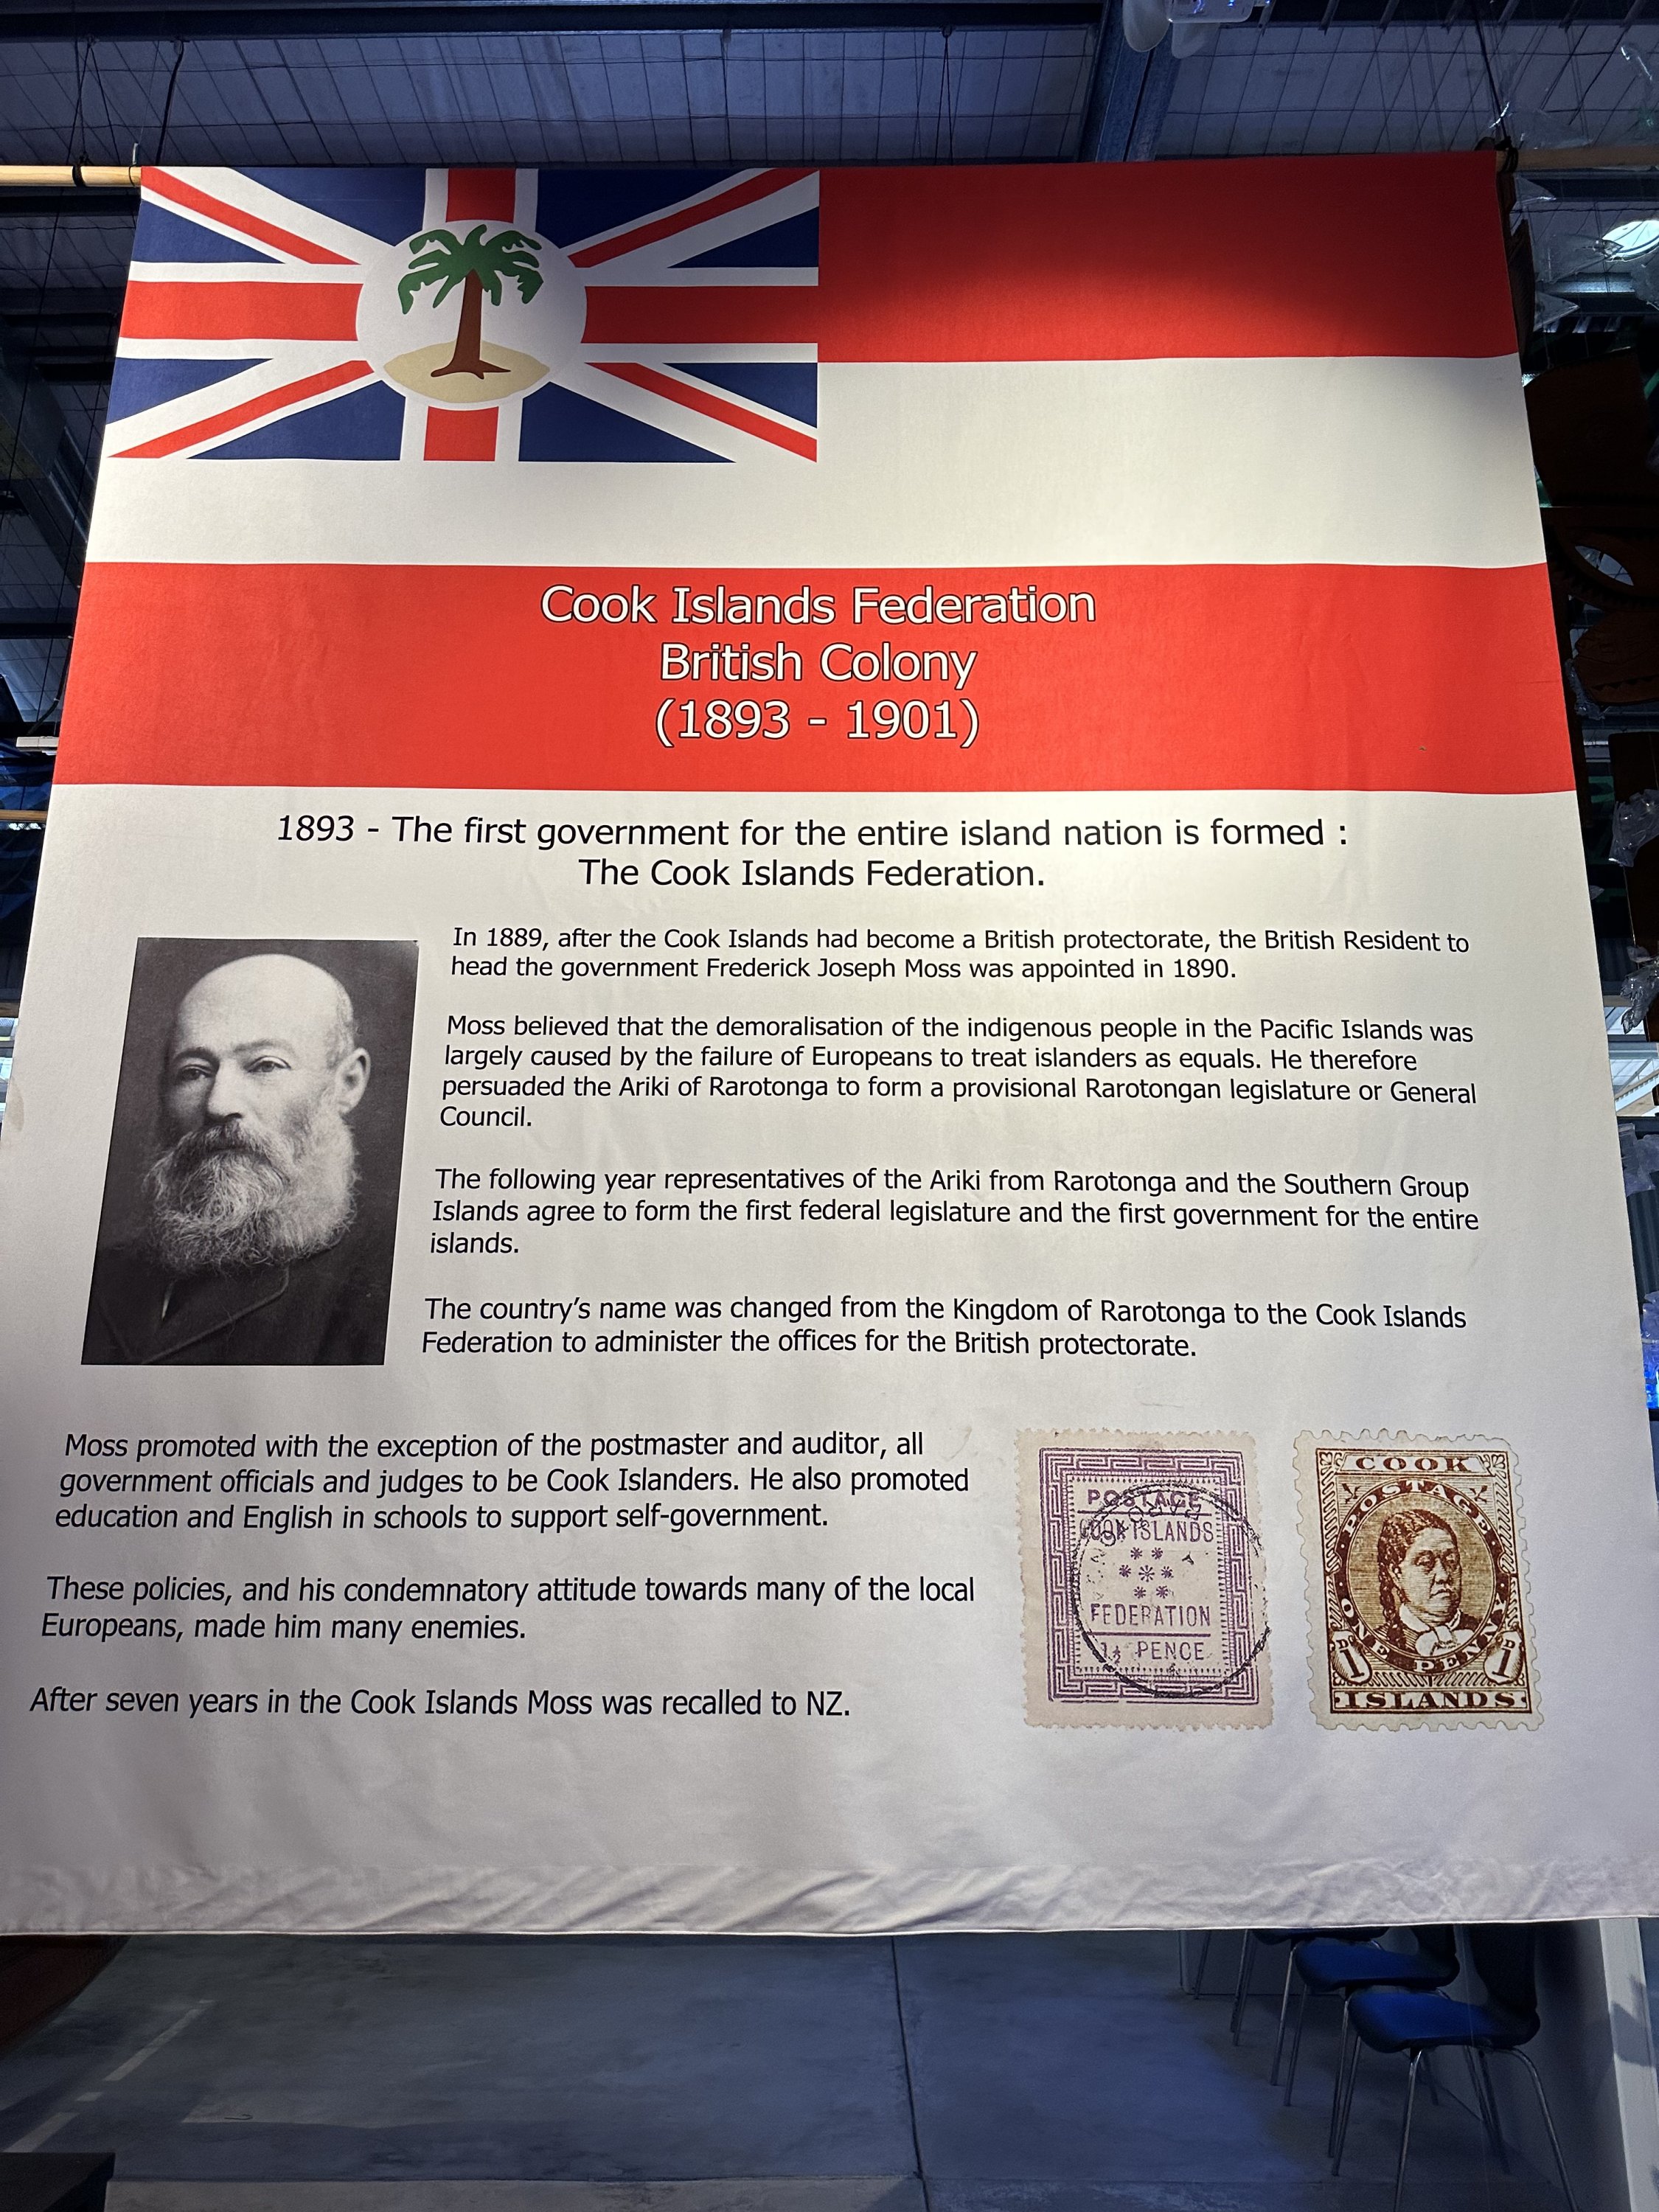 Cook Islands Federation
British Colony
(1893 - 1901)
1893 - The first government for the entire island nation is formed :
The Cook Islands Federation.
In 1889, after the Cook Islands had become a British protectorate, the British Resident to
head the government Frederick Joseph Moss was appointed in 1890.
Moss believed that the demoralisation of the indigenous people in the Pacific Islands was
largely caused by the failure of Europeans to treat islanders as equals. He therefore
persuaded the Ariki of Rarotonga to form a provisional Rarotongan legislature or General
Council.
The following year representatives of the Ariki from Rarotonga and the Southern Group
Islands agree to form the first federal legislature and the first government for the entire
islands.
The country's name was changed from the Kingdom of Rarotonga to the Cook Islands
Federation to administer the offices for the British protectorate.
Moss promoted with the exception of the postmaster and auditor, all
government officials and judges to be Cook Islanders. He also promoted
education and English in schools to support self-government.
These policies, and his condemnatory attitude towards many of the local
Europeans, made him many enemies.
After seven years in the Cook Islands Moss was recalled to NZ.
POSTAGE
COOK ISLANDS
FEDERATION
1½ PENCE
COOK
POSTAGE
ONE PENNY
D 1
D 1
ISLANDS